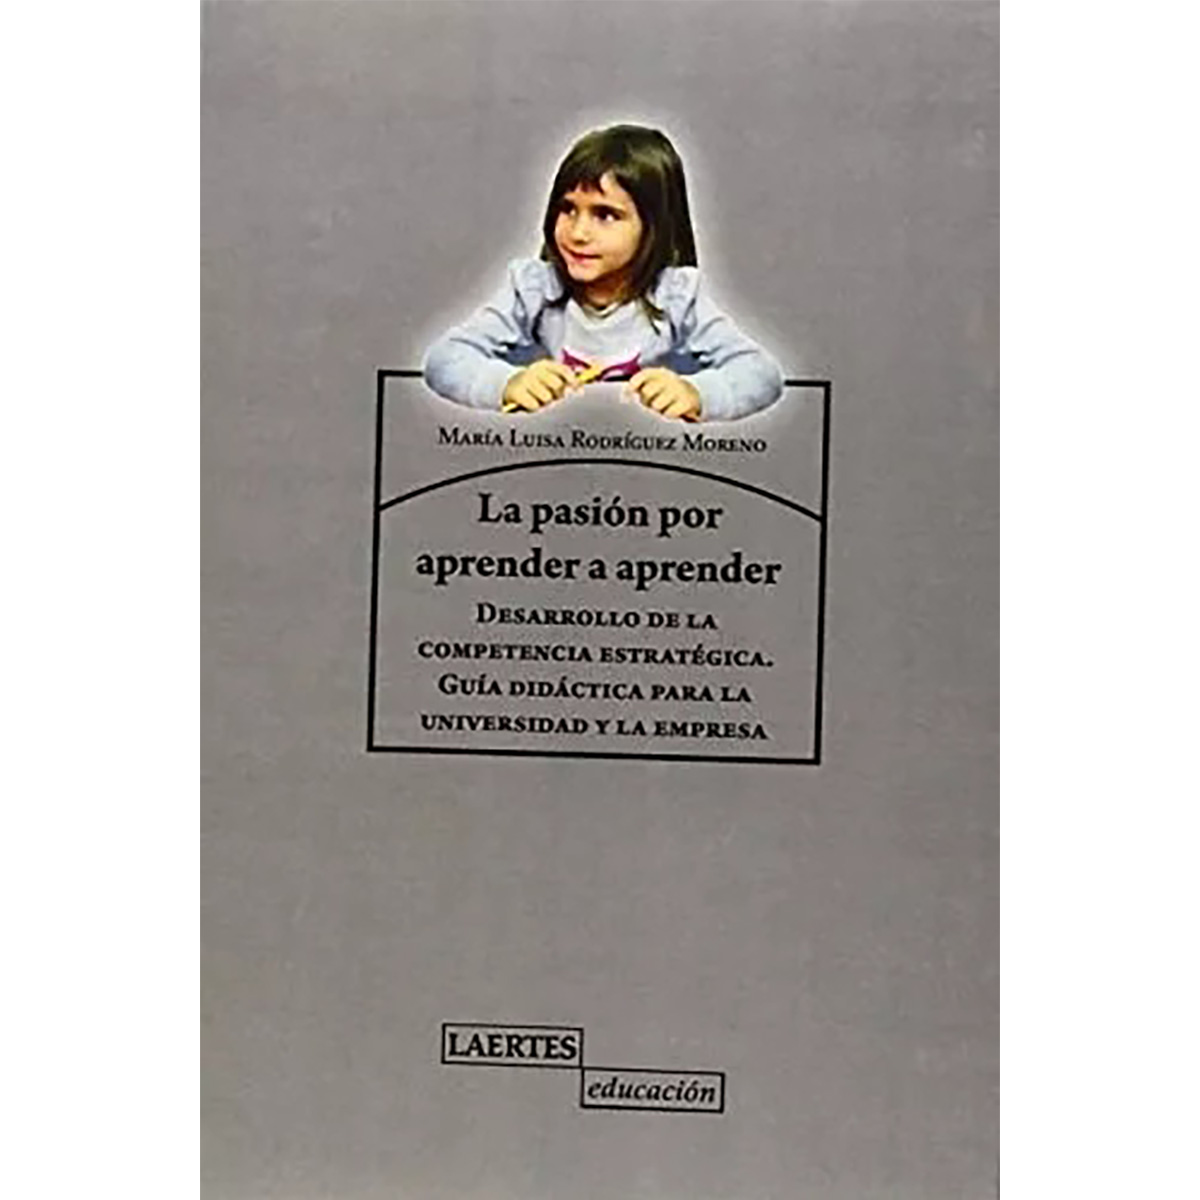 María Luisa Rodríguez Moreno
La pasión por
aprender a aprender
Desarrollo de la
competencia estratégica.
Guía didáctica para la
universidad y la empresa
LAERTES
educación